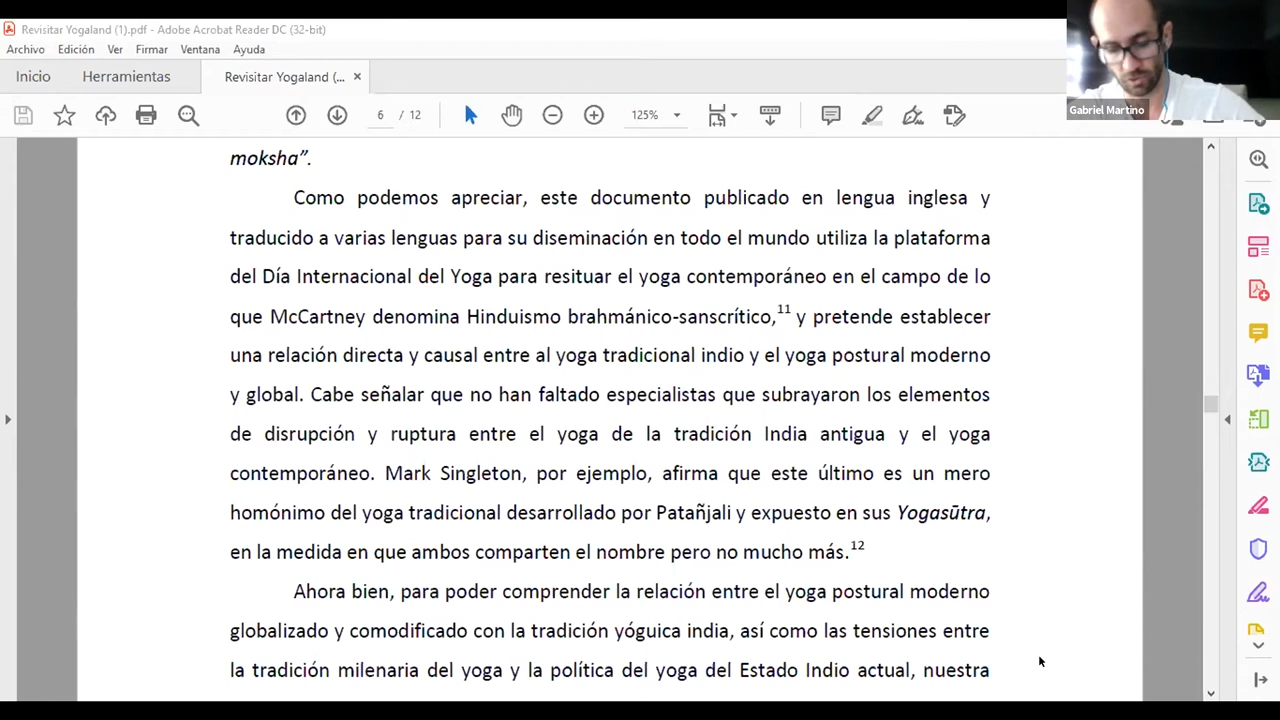 Revisitar Yogaland (1).pdf - Adobe Acrobat Reader DC (32-bit)
Archivo Edición Ver Firmar Ventana Ayuda
Inicio Herramientas Revisitar Yogaland (... ×
6 / 12 125%
Gabriel Martino
moksha”.
Como podemos apreciar, este documento publicado en lengua inglesa y
traducido a varias lenguas para su diseminación en todo el mundo utiliza la plataforma
del Día Internacional del Yoga para resituar el yoga contemporáneo en el campo de lo
que McCartney denomina Hinduismo brahmánico-sanscrítico,11 y pretende establecer
una relación directa y causal entre al yoga tradicional indio y el yoga postural moderno
y global. Cabe señalar que no han faltado especialistas que subrayaron los elementos
de disrupción y ruptura entre el yoga de la tradición India antigua y el yoga
contemporáneo. Mark Singleton, por ejemplo, afirma que este último es un mero
homónimo del yoga tradicional desarrollado por Patañjali y expuesto en sus Yogasūtra,
en la medida en que ambos comparten el nombre pero no mucho más.12
Ahora bien, para poder comprender la relación entre el yoga postural moderno
globalizado y comodificado con la tradición yóguica india, así como las tensiones entre
la tradición milenaria del yoga y la política del yoga del Estado Indio actual, nuestra